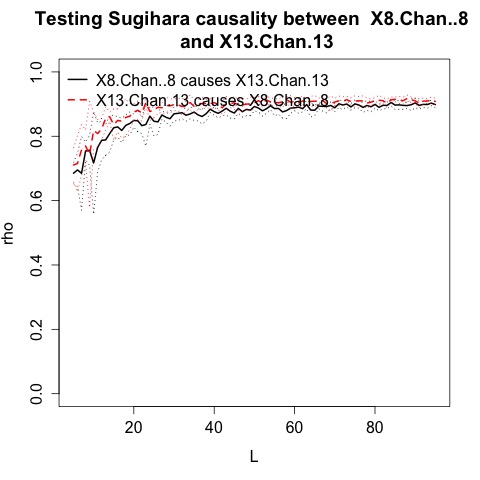 Testing Sugihara causality between  X8.Chan..8
and X13.Chan.13
X8.Chan..8 causes X13.Chan.13
X13.Chan.13 causes X8.Chan..8
1.0
0.8
0.6
0.4
0.2
0.0
rho
20 40 60 80
L